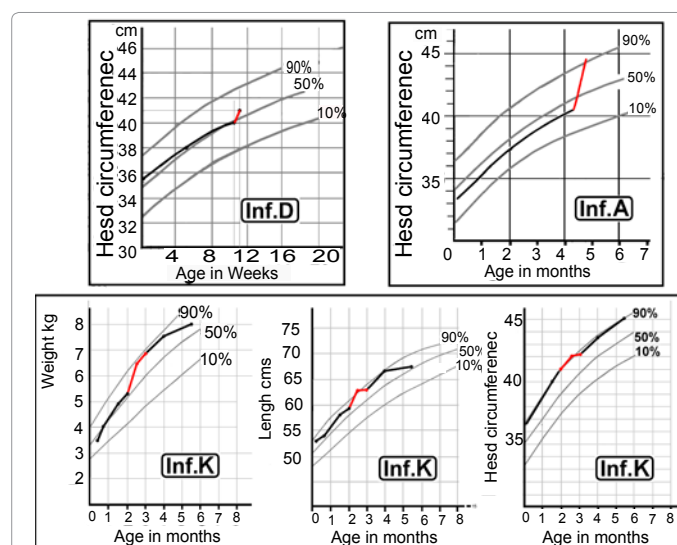 cm
46
44
42
40
38
36
34
32
30
Hesd circumferenec
90%
50%
10%
Inf.D
4 8 12 16 20
Age in Weeks
45
40
35
Hesd circumferenec
90%
50%
10%
Inf.A
0 1 2 3 4 5 6 7
Age in months
8
7
6
5
4
3
2
Weight kg
90%
50%
10%
Inf.K
0 1 2 3 4 5 6 7 8
Age in months
75
70
65
60
55
50
Lengh cms
90%
50%
10%
Inf.K
0 1 2 3 4 5 6 7 8
Age in months
45
40
35
Hesd circumferenec
90%
50%
10%
Inf.K
0 1 2 3 4 5 6 7 8
Age in months